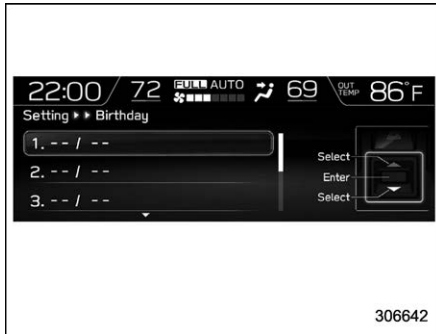 22:00 72 FULL AUTO 69 OUT TEMP 86°F
Setting ▸▸ Birthday
1. -- / --
2. -- / --
3. -- / --
Select
Enter
Select
306642